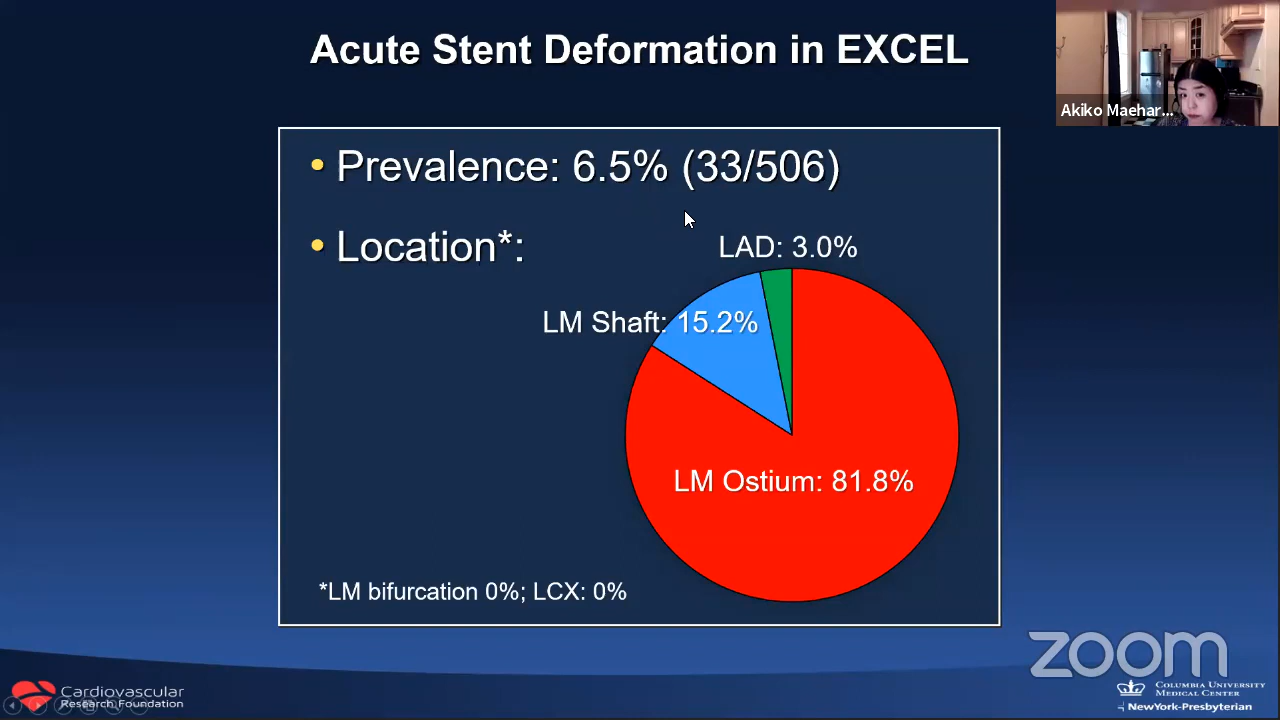 Acute Stent Deformation in EXCEL
Akiko Maehar...
• Prevalence: 6.5% (33/506)
• Location*:
LAD: 3.0%
LM Shaft: 15.2%
LM Ostium: 81.8%
*LM bifurcation 0%; LCX: 0%
zoom
Cardiovascular
Research Foundation
COLUMBIA UNIVERSITY
MEDICAL CENTER
NewYork-Presbyterian